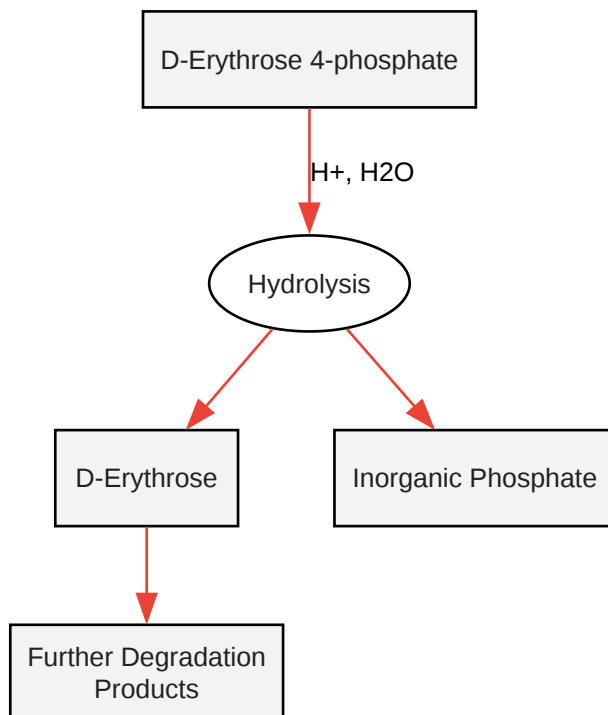 D-Erythrose 4-phosphate
H+, H2O
Hydrolysis
D-Erythrose
Inorganic Phosphate
Further Degradation
Products